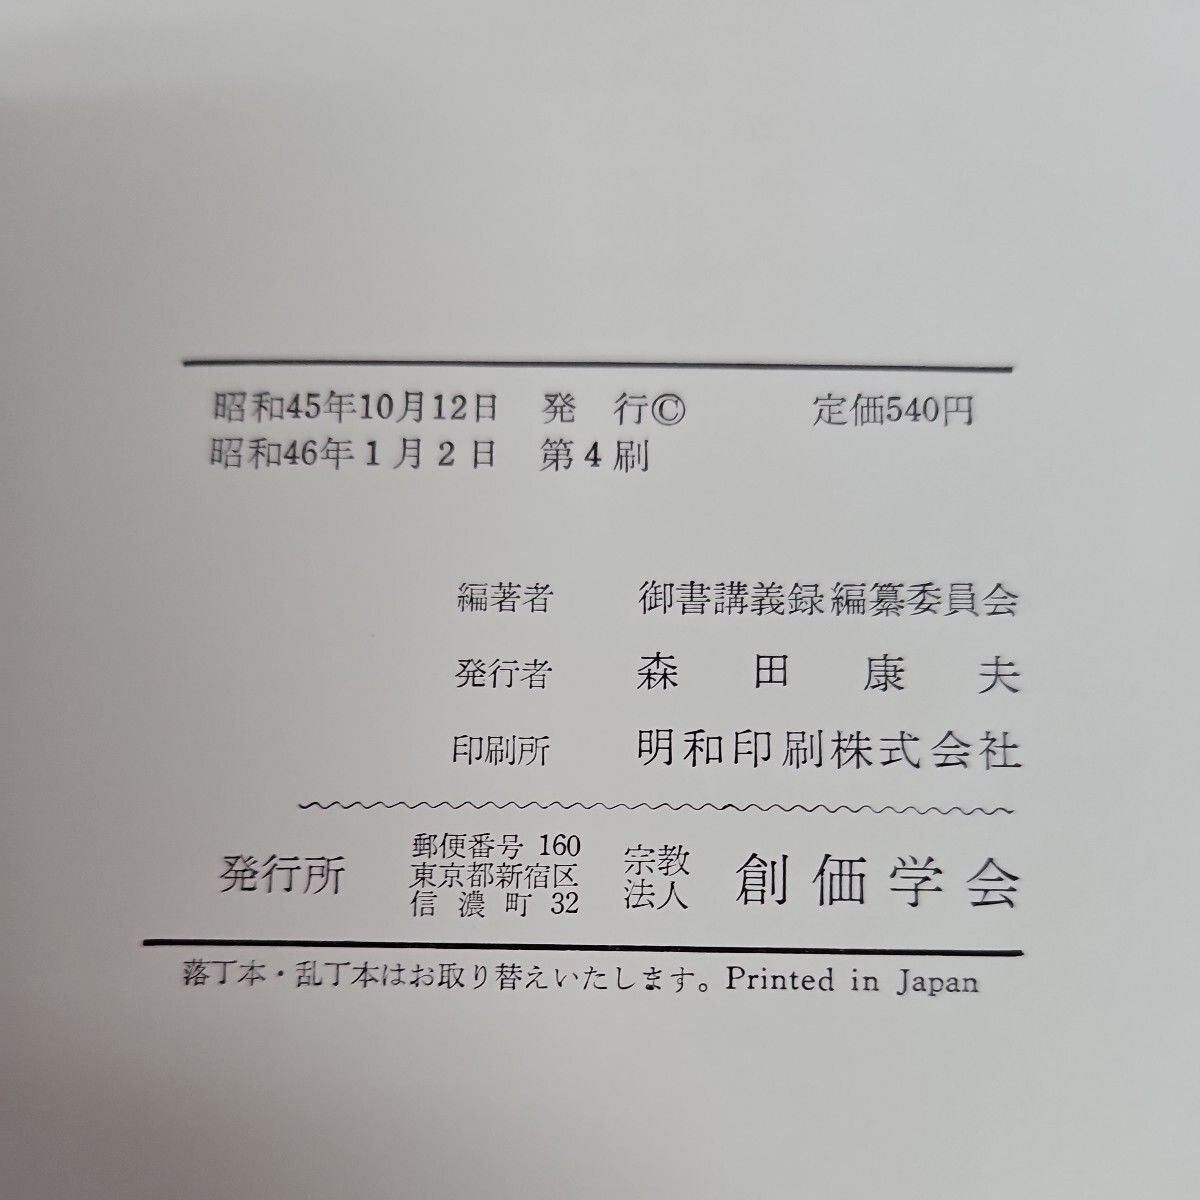 昭和45年10月12日 発 行© 定価540円
昭和46年1月2日 第4刷
編著者 御書講義録編纂委員会
発行者 森田康夫
印刷所 明和印刷株式会社
発行所 郵便番号 160 東京都新宿区 信濃町 32 宗教法人 創価学会
落丁本・乱丁本はお取り替えいたします。Printed in Japan